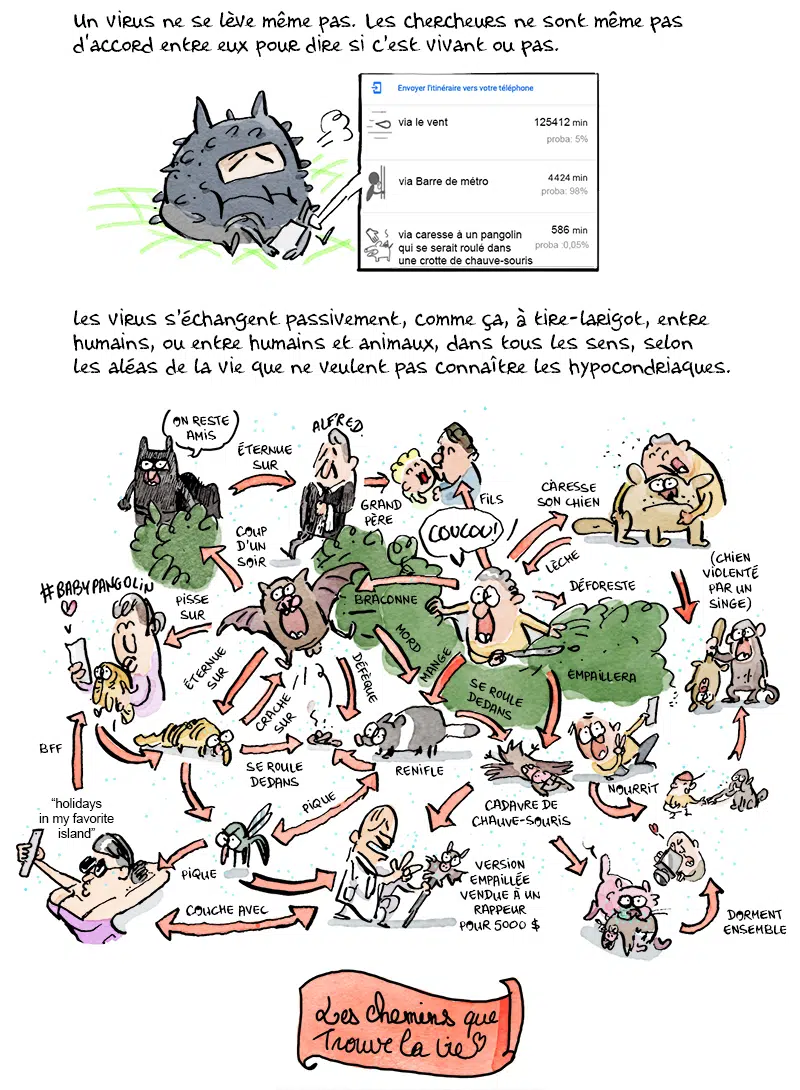 Un virus ne se lève même pas. Les chercheurs ne sont même pas
d'accord entre eux pour dire si c'est vivant ou pas.
Envoyer l'itinéraire vers votre téléphone
via le vent
125412 min
proba: 5%
via Barre de métro
4424 min
proba: 98%
via caresse à un pangolin
qui se serait roulé dans
une crotte de chauve-souris
586 min
proba :0,05%
Les virus s'échangent passivement, comme ça, à tire-larigot, entre
humains, ou entre humains et animaux, dans tous les sens, selon
les aléas de la vie que ne veulent pas connaître les hypocondriaques.
ON RESTE
AMIS
ÉTERNUE
SUR
ALFRED
GRAND
PÈRE
FILS
CARESSE
SON CHIEN
COUP
D'UN
SOIR
COUCOU!
LÈCHE
(CHIEN
VIOLENTÉ
PAR UN
SINGE)
#BABYPANGOLIN
PISSE
SUR
BRACONNE
DÉFORESTE
MORD
MANGE
ÉTERNUE
SUR
CRACHE
SUR
DÉFÈQUE
SE ROULE
DEDANS
EMPAILLERA
BFF
SE ROULE
DEDANS
RENIFLE
NOURRIT
"holidays
in my favorite
island"
PIQUE
CADAVRE DE
CHAUVE-SOURIS
PIQUE
COUCHE AVEC
VERSION
EMPAILLÉE
VENDUE À UN
RAPPEUR
POUR 5000 $
DORMENT
ENSEMBLE
Les chemins que
Trouve la vie